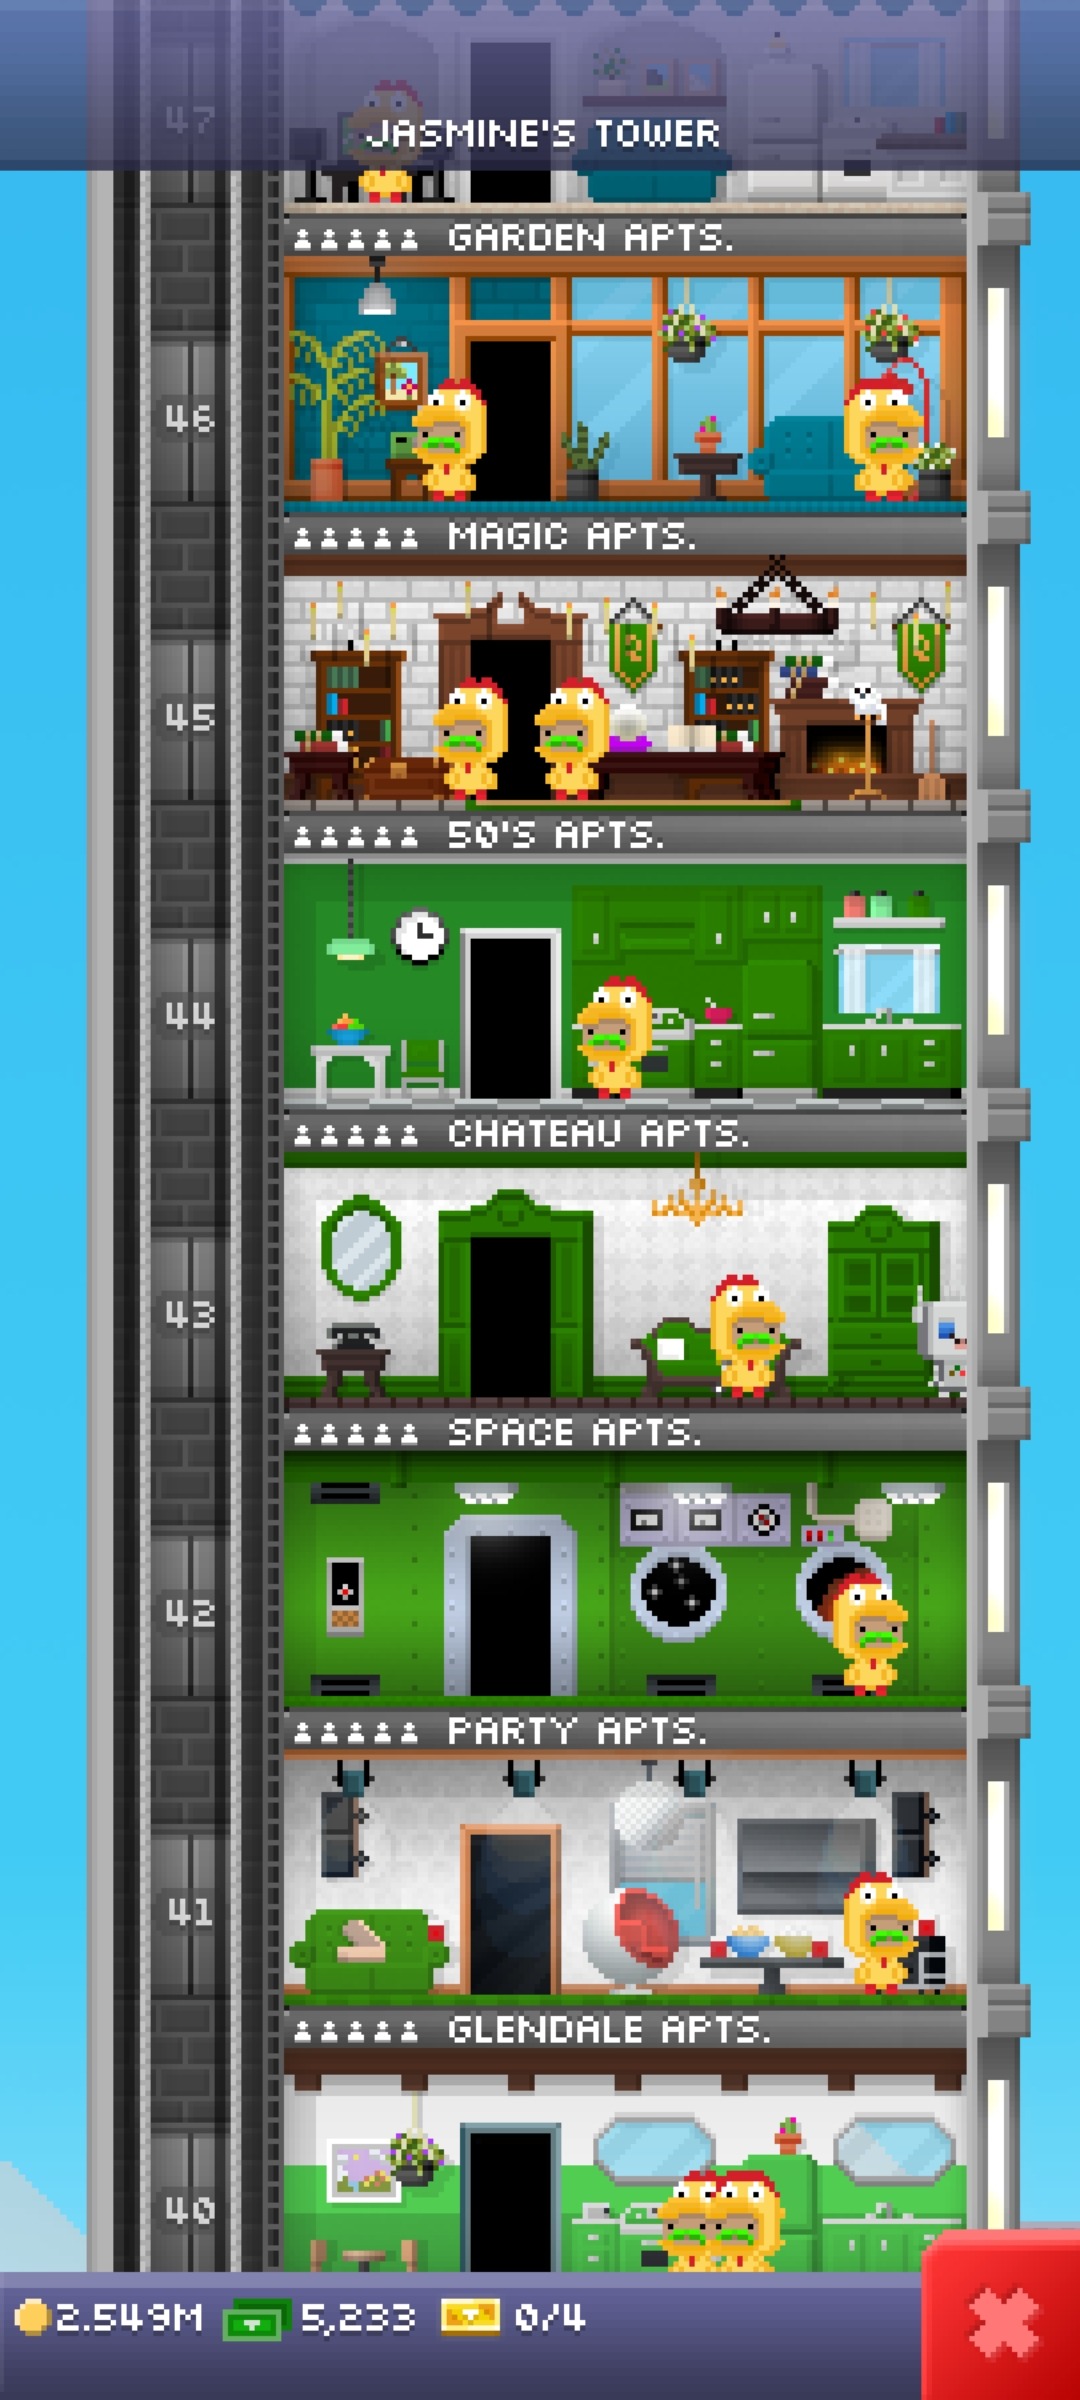 47
JASMINE'S TOWER
GARDEN APTS.
46
MAGIC APTS.
45
50'S APTS.
44
CHATEAU APTS.
43
SPACE APTS.
42
PARTY APTS.
41
GLENDALE APTS.
40
2.549M 5,233 0/4